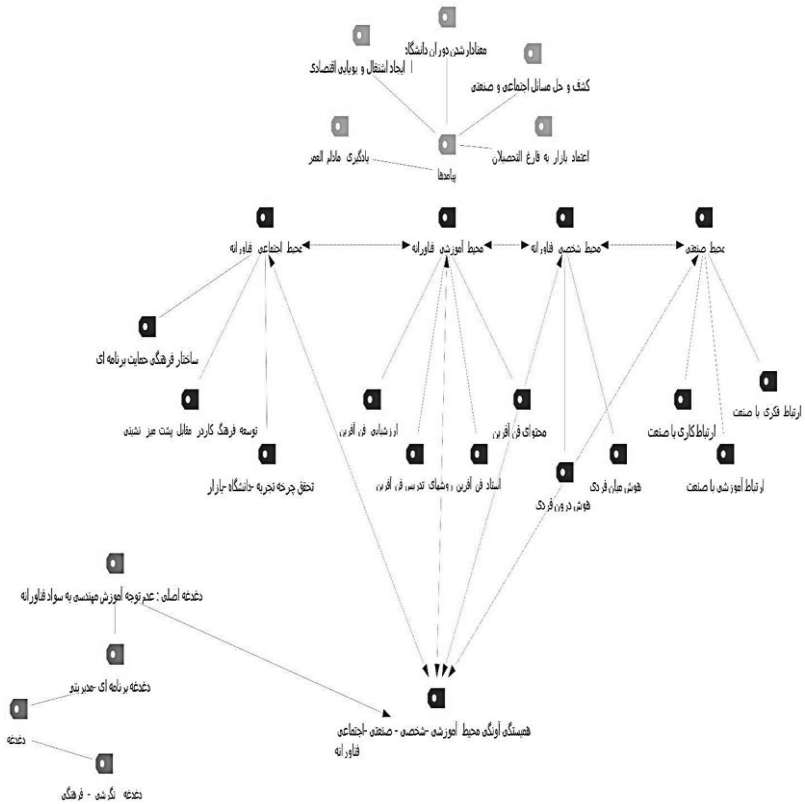 معنادار شدن دوران دانشگاه
ایجاد اشتغال و پویایی اقتصادی
کشف و حل مسائل اجتماعی و صنعتی
یادگیری مادام العمر
اعتماد بازار به فارغ التحصیلان
پیامدها
محیط صنعتی
محیط شخصی فناورانه
محیط آموزشی فناورانه
محیط اجتماعی فناورانه
ساختار فرهنگی حمایت برنامه ای
ارتباط فکری با صنعت
ارتباط کاری با صنعت
محتوای فن آفرین
ارزشیابی فن آفرین
توسعه فرهنگ کار در مقابل پشت میز نشینی
ارتباط آموزشی با صنعت
هوش میان فردی
هوش درون فردی
استاد فن آفرین
روشهای تدریس فن آفرین
تحقق چرخه تجربه -دانشگاه -بازار
دغدغه اصلی : عدم توجه آموزش مهندسی به سواد فناورانه
دغدغه برنامه ای -مدیریتی
دغدغه
دغدغه نگرشی - فرهنگی
همبستگی آونگی محیط آموزشی -شخصی - صنعتی -اجتماعی
فناورانه